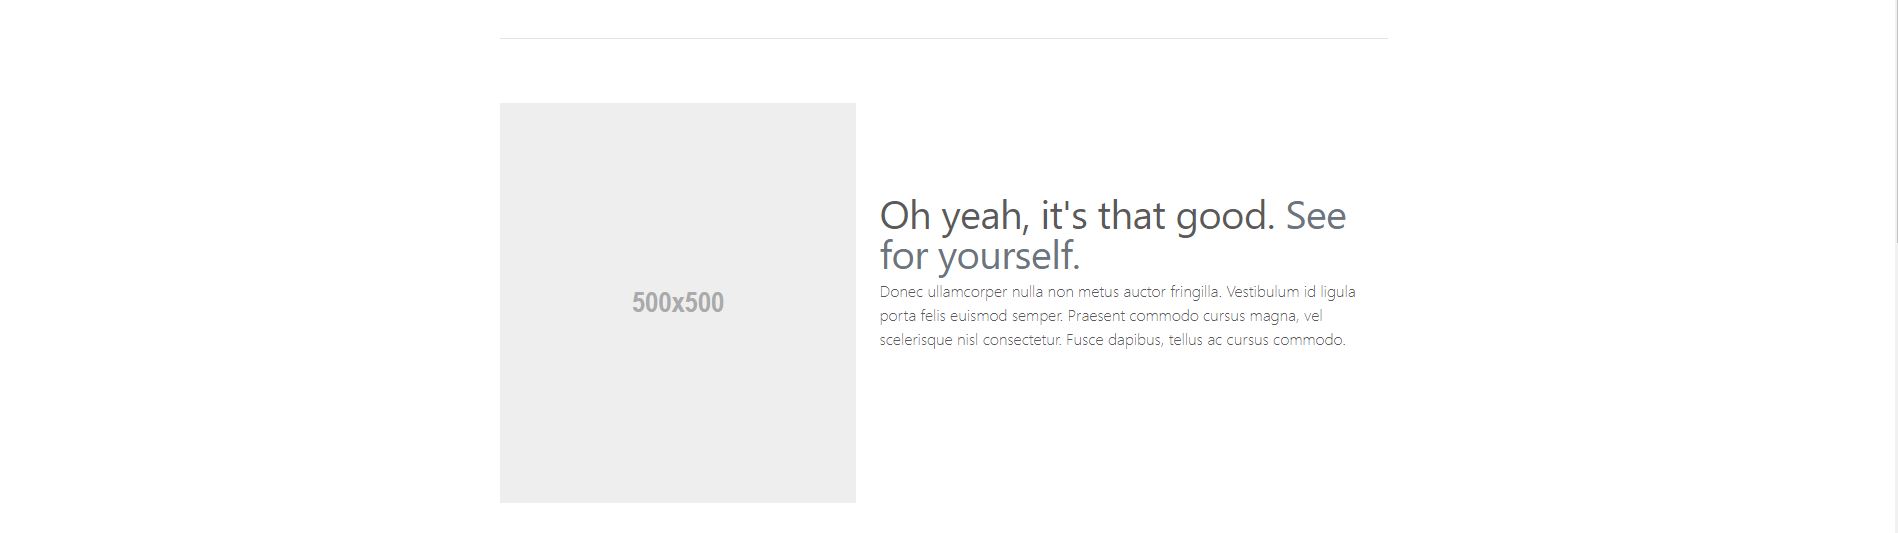 500x500
Oh yeah, it's that good. See
for yourself.
Donec ullamcorper nulla non metus auctor fringilla. Vestibulum id ligula
porta felis euismod semper. Praesent commodo cursus magna, vel
scelerisque nisl consectetur. Fusce dapibus, tellus ac cursus commodo.